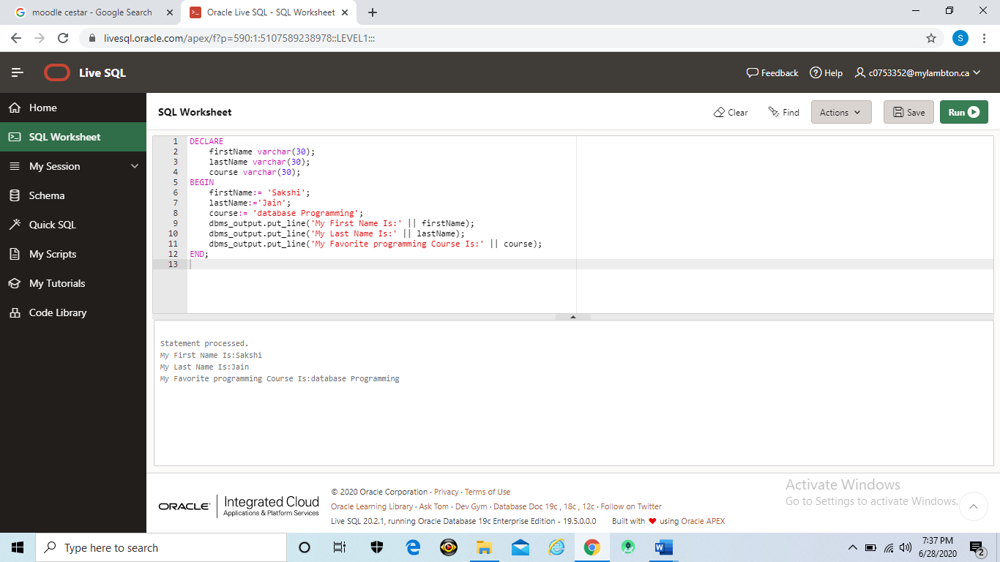 moodle cestar - Google Search
Oracle Live SQL - SQL Worksheet
livesql.oracle.com/apex/f?p=590:1:5107589238978::LEVEL1:::
S
Live SQL
Feedback
Help
c0753352@mylambton.ca
Home
SQL Worksheet
My Session
Schema
Quick SQL
My Scripts
My Tutorials
Code Library
SQL Worksheet
Clear
Find
Actions
Save
Run
1 DECLARE
2 firstName varchar(30);
3 lastName varchar(30);
4 course varchar(30);
5 BEGIN
6 firstName:= 'Sakshi';
7 lastName:='Jain';
8 course:= 'database Programming';
9 dbms_output.put_line('My First Name Is:' || firstName);
10 dbms_output.put_line('My Last Name Is:' || lastName);
11 dbms_output.put_line('My Favorite programming Course Is:' || course);
12 END;
13
Statement processed.
My First Name Is:Sakshi
My Last Name Is:Jain
My Favorite programming Course Is:database Programming
ORACLE
Integrated Cloud
Applications & Platform Services
© 2020 Oracle Corporation · Privacy · Terms of Use
Oracle Learning Library · Ask Tom · Dev Gym · Database Doc 19c , 18c , 12c · Follow on Twitter
Live SQL 20.2.1, running Oracle Database 19c Enterprise Edition - 19.5.0.0.0 Built with ❤ using Oracle APEX
Activate Windows
Go to Settings to activate Windows.
Type here to search
7:37 PM
6/28/2020
2